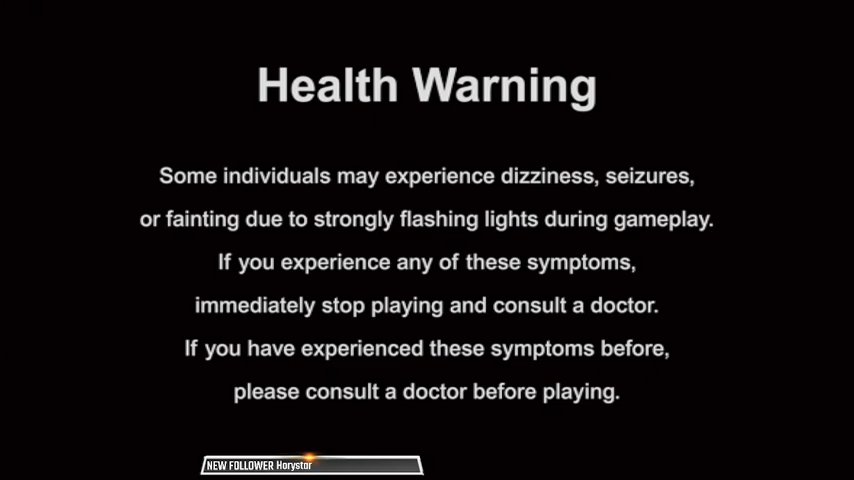 Health Warning
Some individuals may experience dizziness, seizures,
or fainting due to strongly flashing lights during gameplay.
If you experience any of these symptoms,
immediately stop playing and consult a doctor.
If you have experienced these symptoms before,
please consult a doctor before playing.
NEW FOLLOWER Horystar